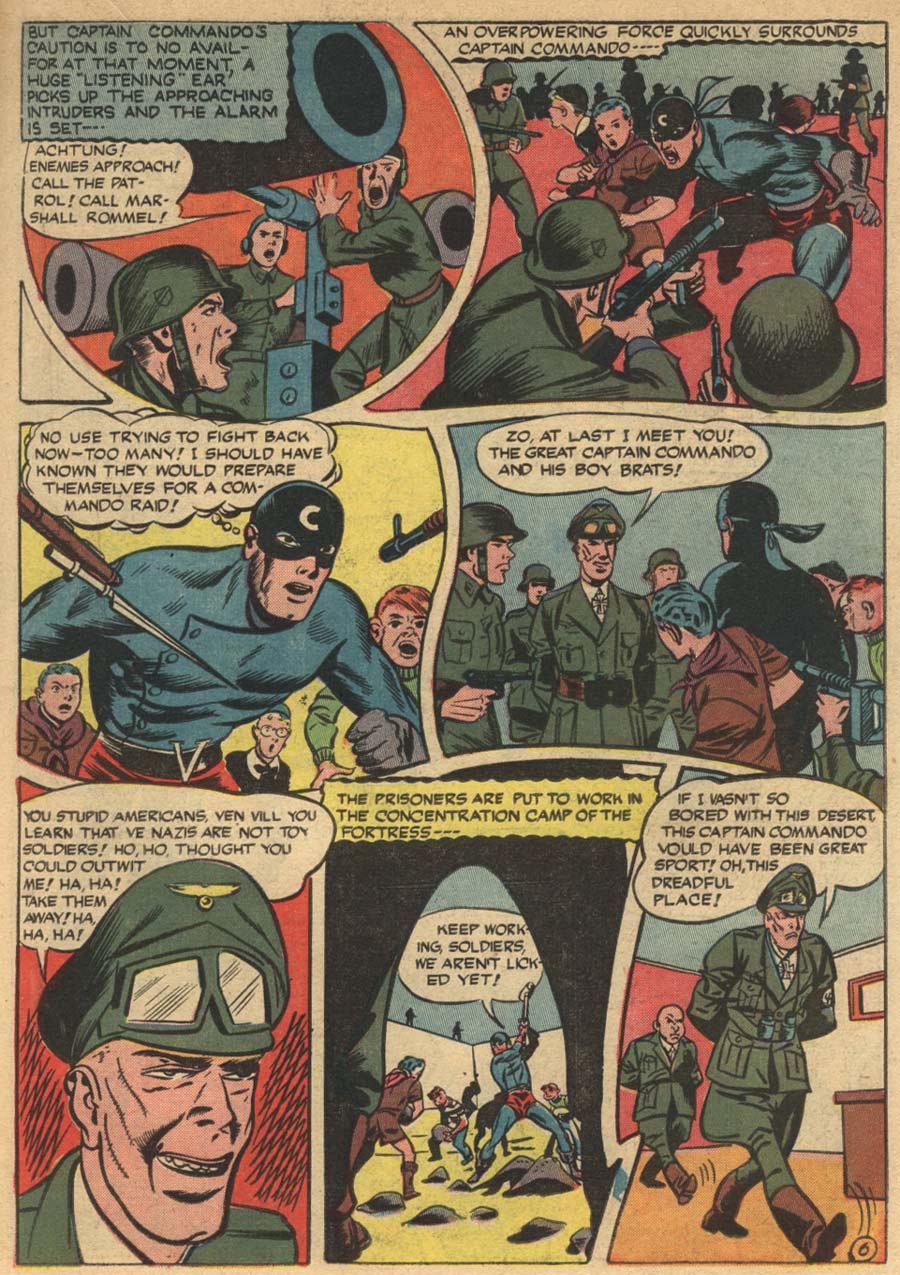 BUT CAPTAIN COMMANDO'S
CAUTION IS TO NO AVAIL-
FOR AT THAT MOMENT, A
HUGE "LISTENING" EAR'
PICKS UP THE APPROACHING
INTRUDERS AND THE ALARM
IS SET---
ACHTUNG!
ENEMIES APPROACH!
CALL THE PAT-
ROL! CALL MAR-
SHALL ROMMEL!
AN OVERPOWERING FORCE QUICKLY SURROUNDS
CAPTAIN COMMANDO----
C
NO USE TRYING TO FIGHT BACK
NOW-TOO MANY! I SHOULD HAVE
KNOWN THEY WOULD PREPARE
THEMSELVES FOR A COM-
MANDO RAID!
C
V
ZO, AT LAST I MEET YOU!
THE GREAT CAPTAIN COMMANDO
AND HIS BOY BRATS!
YOU STUPID AMERICANS, VEN VILL YOU
LEARN THAT VE NAZIS ARE NOT TOY
SOLDIERS! HO, HO, THOUGHT YOU
COULD OUTWIT
ME! HA, HA!
TAKE THEM
AWAY! HA,
HA, HA!
THE PRISONERS ARE PUT TO WORK IN
THE CONCENTRATION CAMP OF THE
FORTRESS---
KEEP WORK-
ING, SOLDIERS,
WE AREN'T LICK-
ED YET!
IF I VASN'T SO
BORED WITH THIS DESERT,
THIS CAPTAIN COMMANDO
VOULD HAVE BEEN GREAT
SPORT! OH, THIS
DREADFUL
PLACE!
6